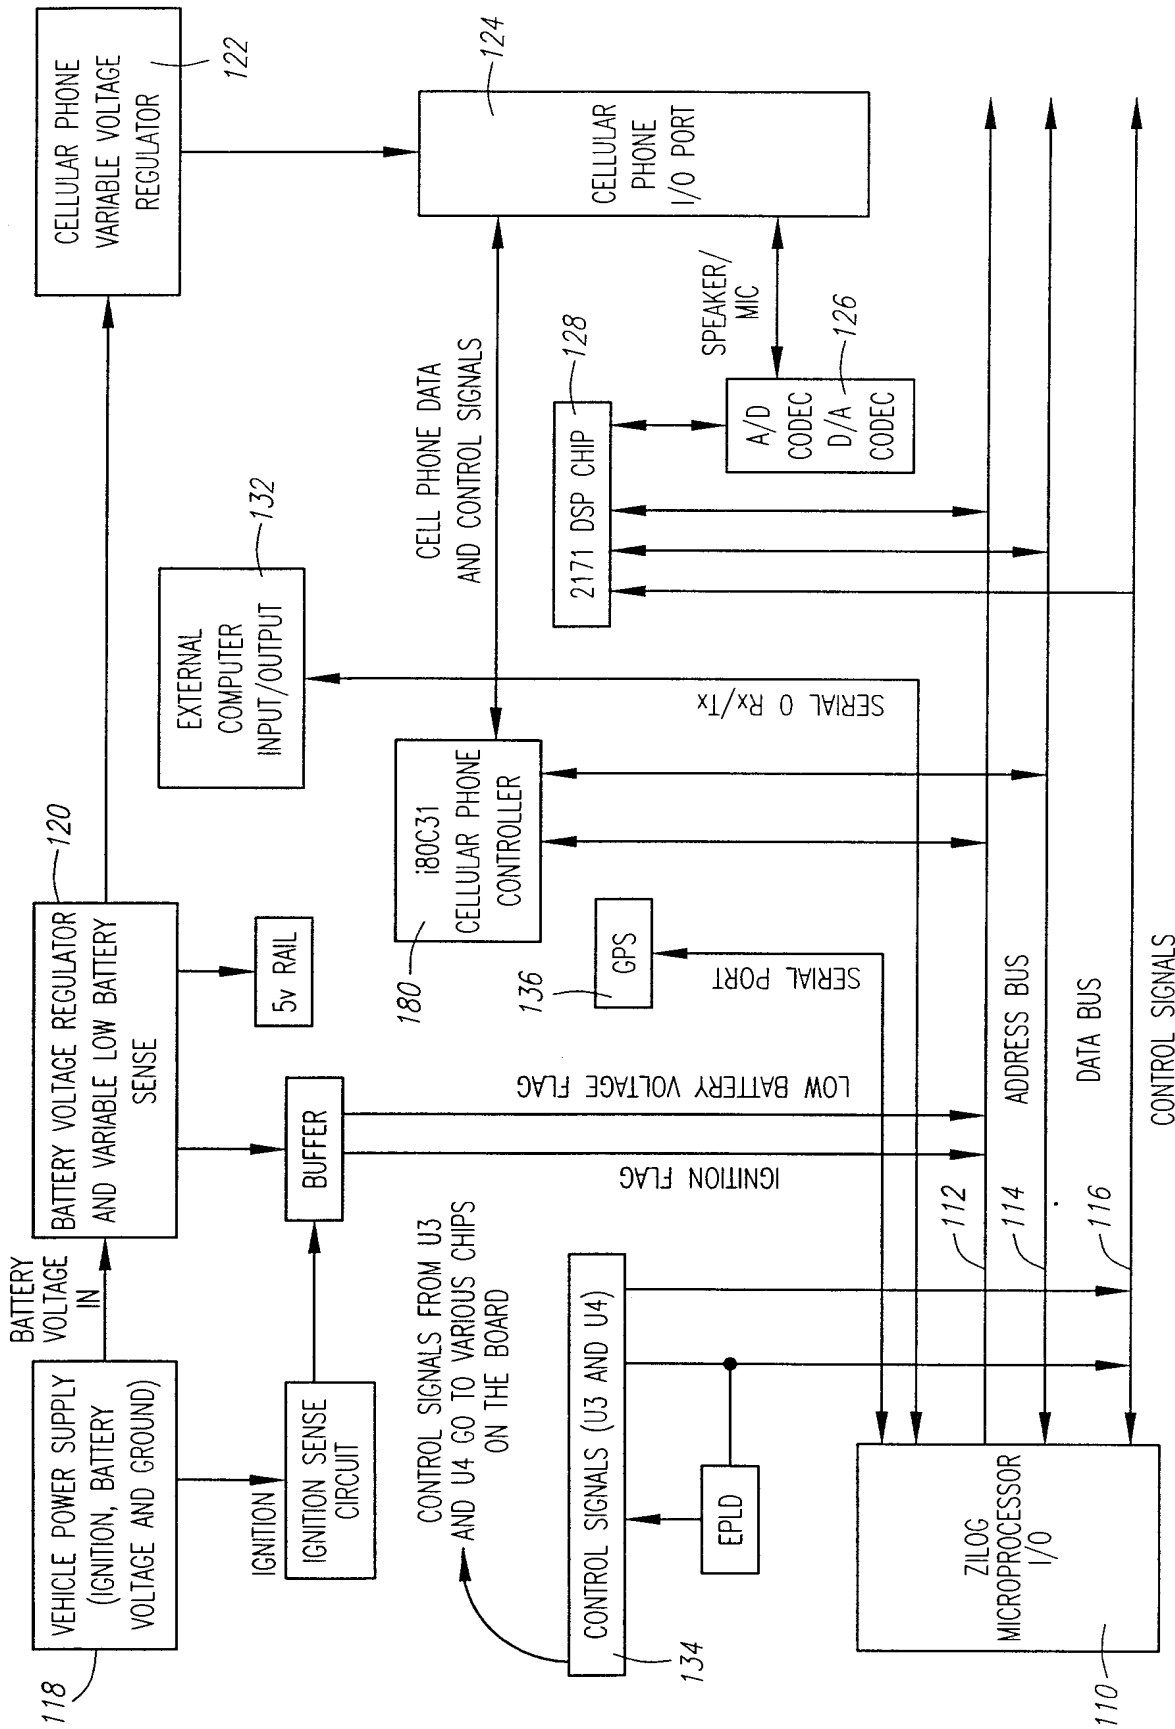 118
VEHICLE POWER SUPPLY
(IGNITION, BATTERY
VOLTAGE AND GROUND)
BATTERY
VOLTAGE
IN
120
BATTERY VOLTAGE REGULATOR
AND VARIABLE LOW BATTERY
SENSE
CELLULAR PHONE
VARIABLE VOLTAGE
REGULATOR
122
IGNITION
IGNITION SENSE
CIRCUIT
BUFFER
5v RAIL
EXTERNAL
COMPUTER
INPUT/OUTPUT
132
CONTROL SIGNALS FROM U3
AND U4 GO TO VARIOUS CHIPS
ON THE BOARD
180
i80C31
CELLULAR PHONE
CONTROLLER
CELL PHONE DATA
AND CONTROL SIGNALS
124
CELLULAR
PHONE
I/O PORT
134
CONTROL SIGNALS (U3 AND U4)
IGNITION FLAG
LOW BATTERY VOLTAGE FLAG
136
GPS
SERIAL PORT
SERIAL 0 Rx/Tx
2171 DSP CHIP
128
SPEAKER/
MIC
EPLD
A/D
CODEC
D/A
CODEC
126
ZILOG
MICROPROCESSOR
I/O
110
112
ADDRESS BUS
114
DATA BUS
116
CONTROL SIGNALS